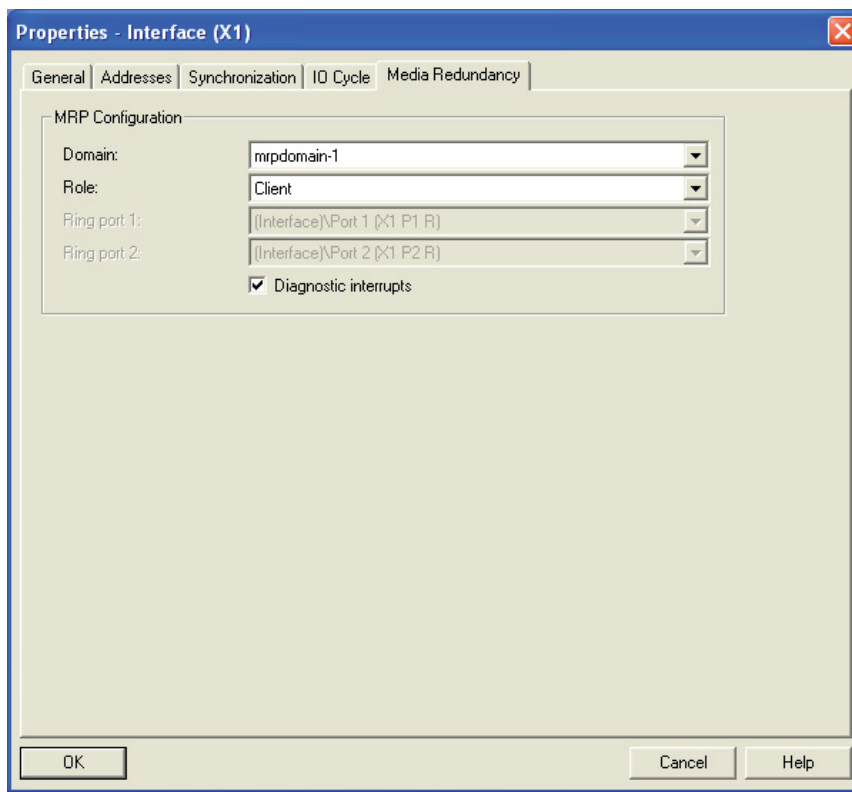 Properties - Interface (X1)
General Addresses Synchronization IO Cycle Media Redundancy
MRP Configuration
Domain: mrpdomain-1
Role: Client
Ring port 1: (Interface)\Port 1 (X1 P1 R)
Ring port 2: (Interface)\Port 2 (X1 P2 R)
Diagnostic interrupts
OK Cancel Help